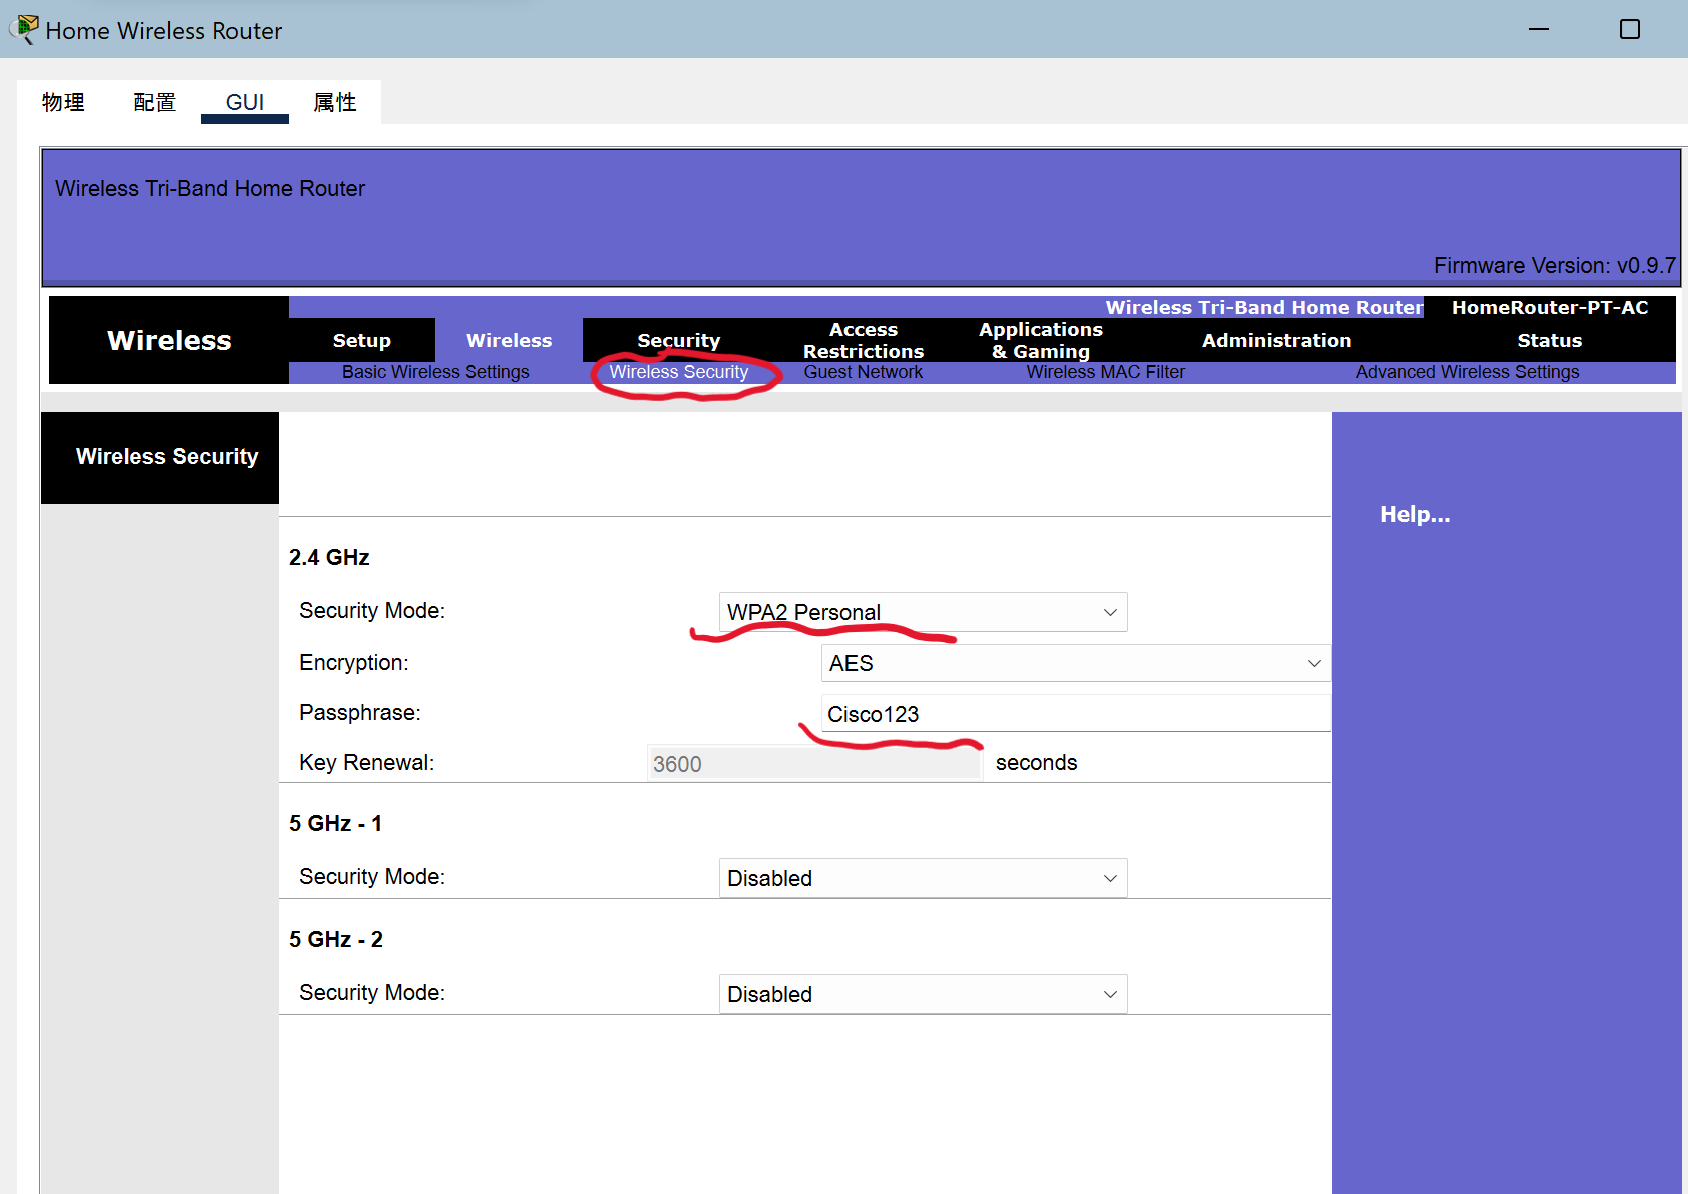 Home Wireless Router
物理 配置 GUI 属性
Wireless Tri-Band Home Router
Firmware Version: v0.9.7
Wireless Tri-Band Home Router HomeRouter-PT-AC
Wireless Setup Wireless Security Access Restrictions Applications & Gaming Administration Status
Basic Wireless Settings Wireless Security Guest Network Wireless MAC Filter Advanced Wireless Settings
Wireless Security
Help...
2.4 GHz
Security Mode: WPA2 Personal
Encryption: AES
Passphrase: Cisco123
Key Renewal: 3600 seconds
5 GHz - 1
Security Mode: Disabled
5 GHz - 2
Security Mode: Disabled